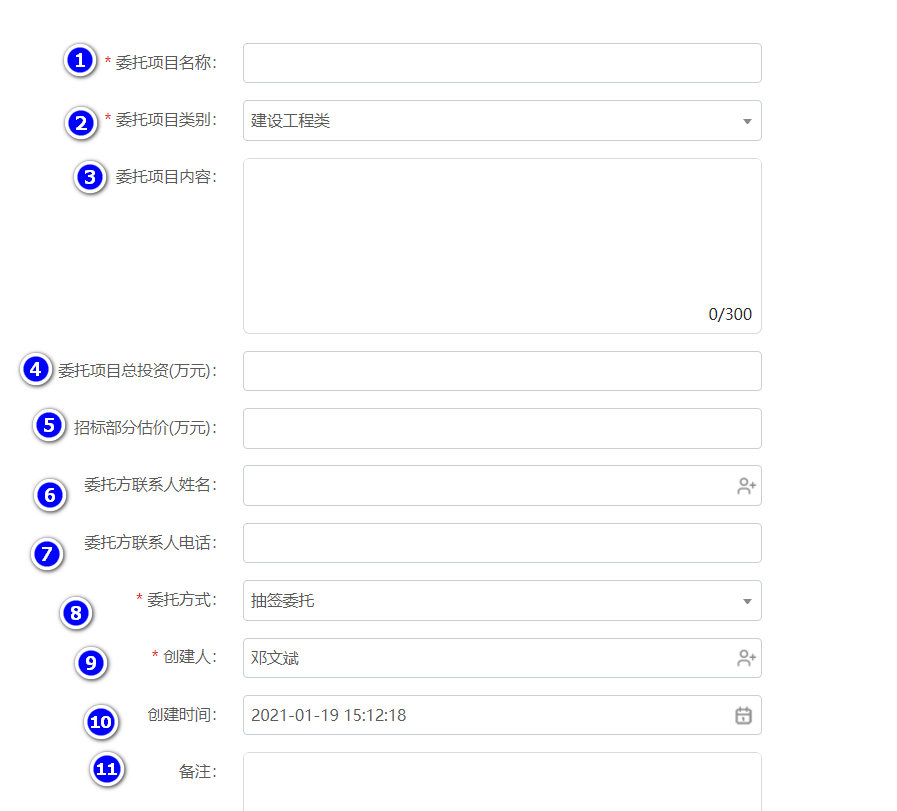 1 * 委托项目名称:
2 * 委托项目类别: 建设工程类
3 委托项目内容:
0/300
4 委托项目总投资(万元):
5 招标部分估价(万元):
6 委托方联系人姓名:
7 委托方联系人电话:
8 * 委托方式: 抽签委托
9 * 创建人: 邓文斌
10 创建时间: 2021-01-19 15:12:18
11 备注: